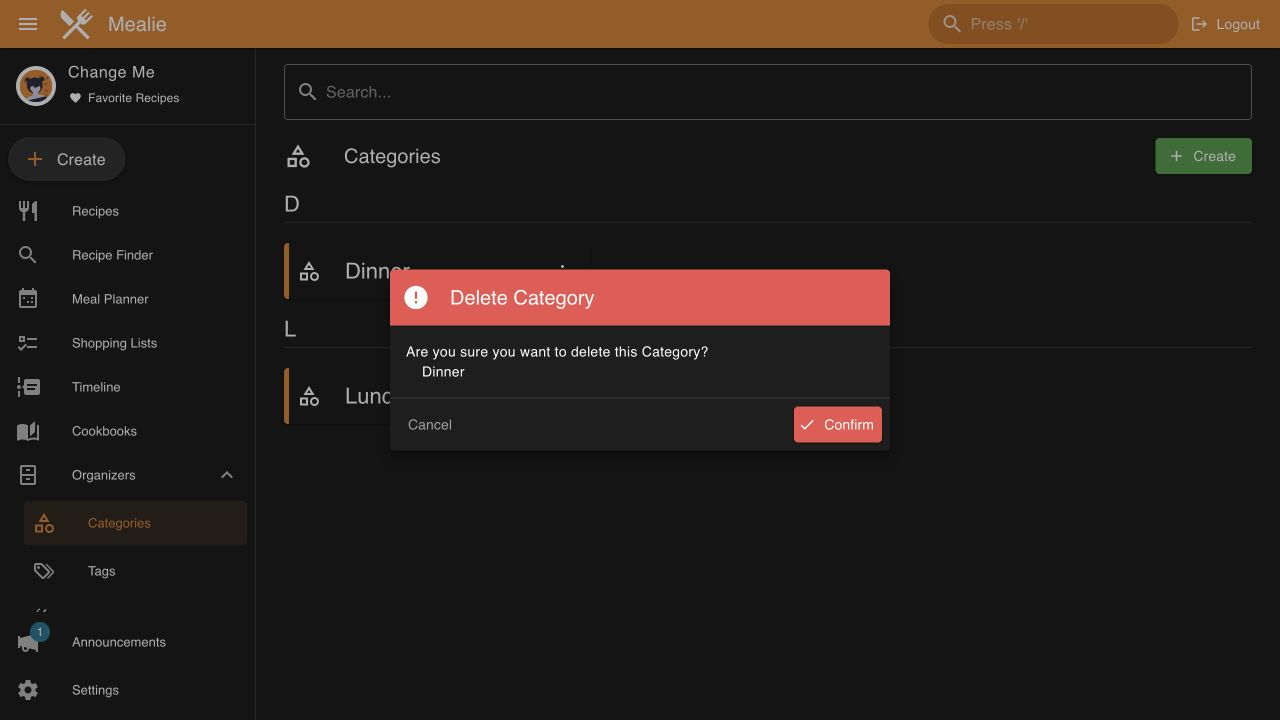 Mealie
Press '/'
Logout
Change Me
Favorite Recipes
Search...
Create
Categories
Create
Recipes
D
Recipe Finder
Dinner
Meal Planner
Delete Category
L
Shopping Lists
Are you sure you want to delete this Category?
Dinner
Timeline
Cookbooks
Cancel
Confirm
Organizers
Categories
Tags
1
Announcements
Settings